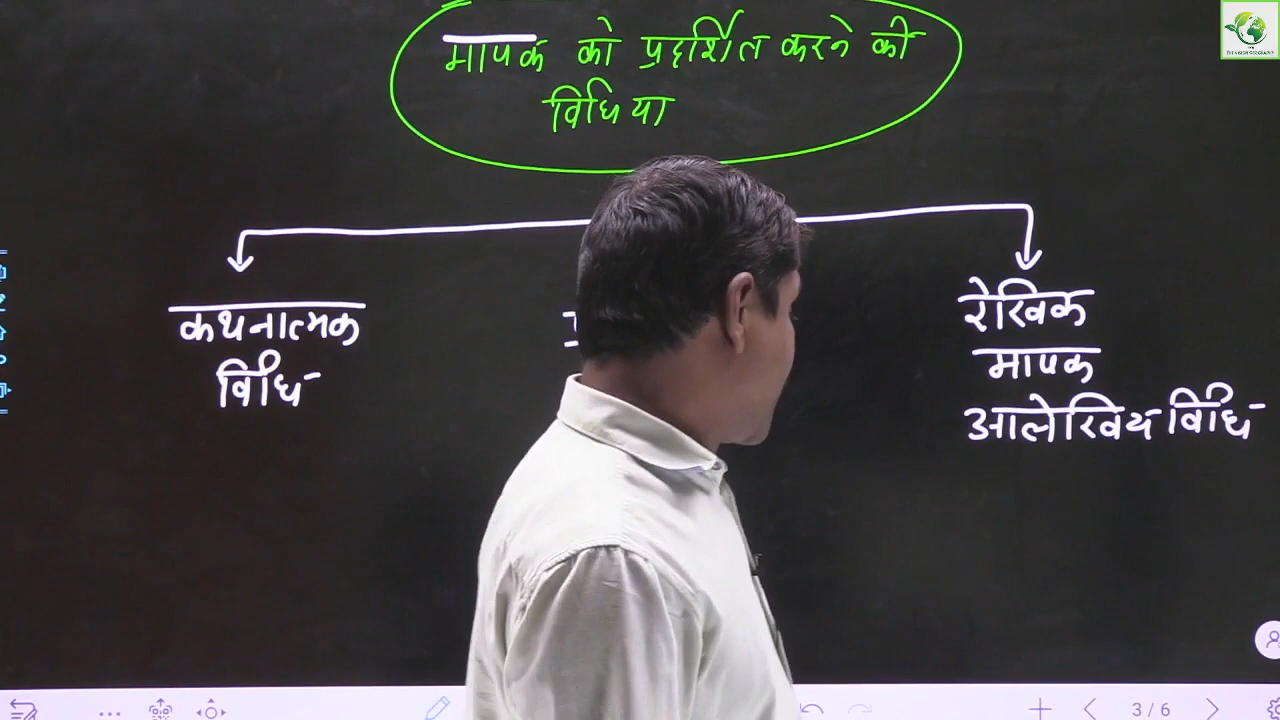 मापक को प्रदर्शित करने की
विधिया
कथनात्मक
विधि
रेखिक
मापक
आलेखिय विधि
3/6